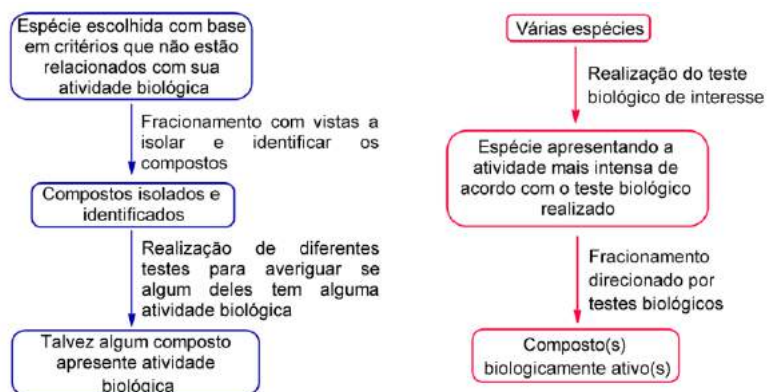 Espécie escolhida com base
em critérios que não estão
relacionados com sua
atividade biológica
Fracionamento com vistas a
isolar e identificar os
compostos
Compostos isolados e
identificados
Realização de diferentes
testes para averiguar se
algum deles tem alguma
atividade biológica
Talvez algum composto
apresente atividade
biológica
Várias espécies
Realização do teste
biológico de interesse
Espécie apresentando a
atividade mais intensa de
acordo com o teste biológico
realizado
Fracionamento
direcionado por
testes biológicos
Composto(s)
biologicamente ativo(s)